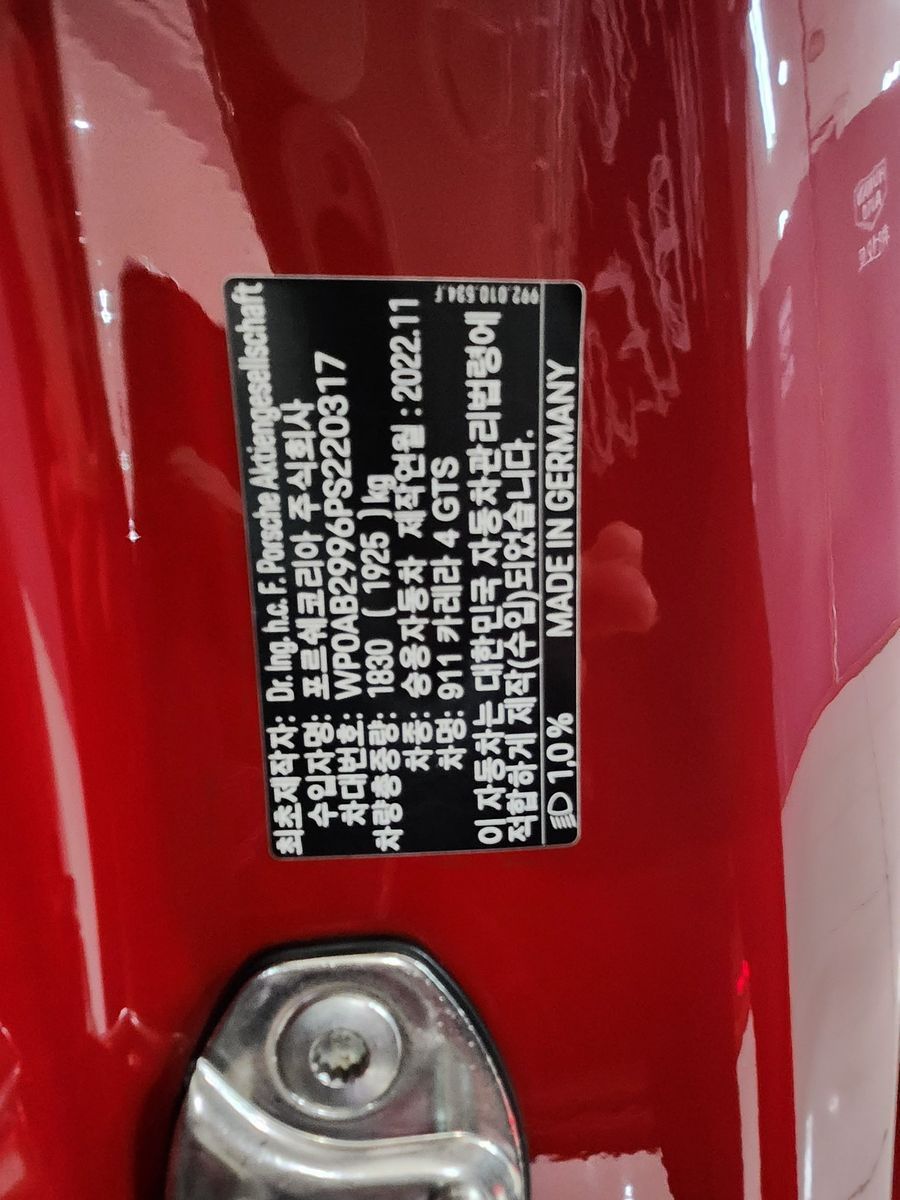 최초제작자: Dr. Ing. h.c. F. Porsche Aktiengesellschaft
수입자명: 포르쉐코리아 주식회사
차대번호: WP0AB2996PS220317
차량총중량: 1830 ( 1925 ) kg
차종: 승용자동차 제작연월 : 2022.11
차명: 911 카레라 4 GTS
992.010.534.F
이 자동차는 대한민국 자동차관리법령에
적합하게 제작(수입)되었습니다.
1.0% MADE IN GERMANY